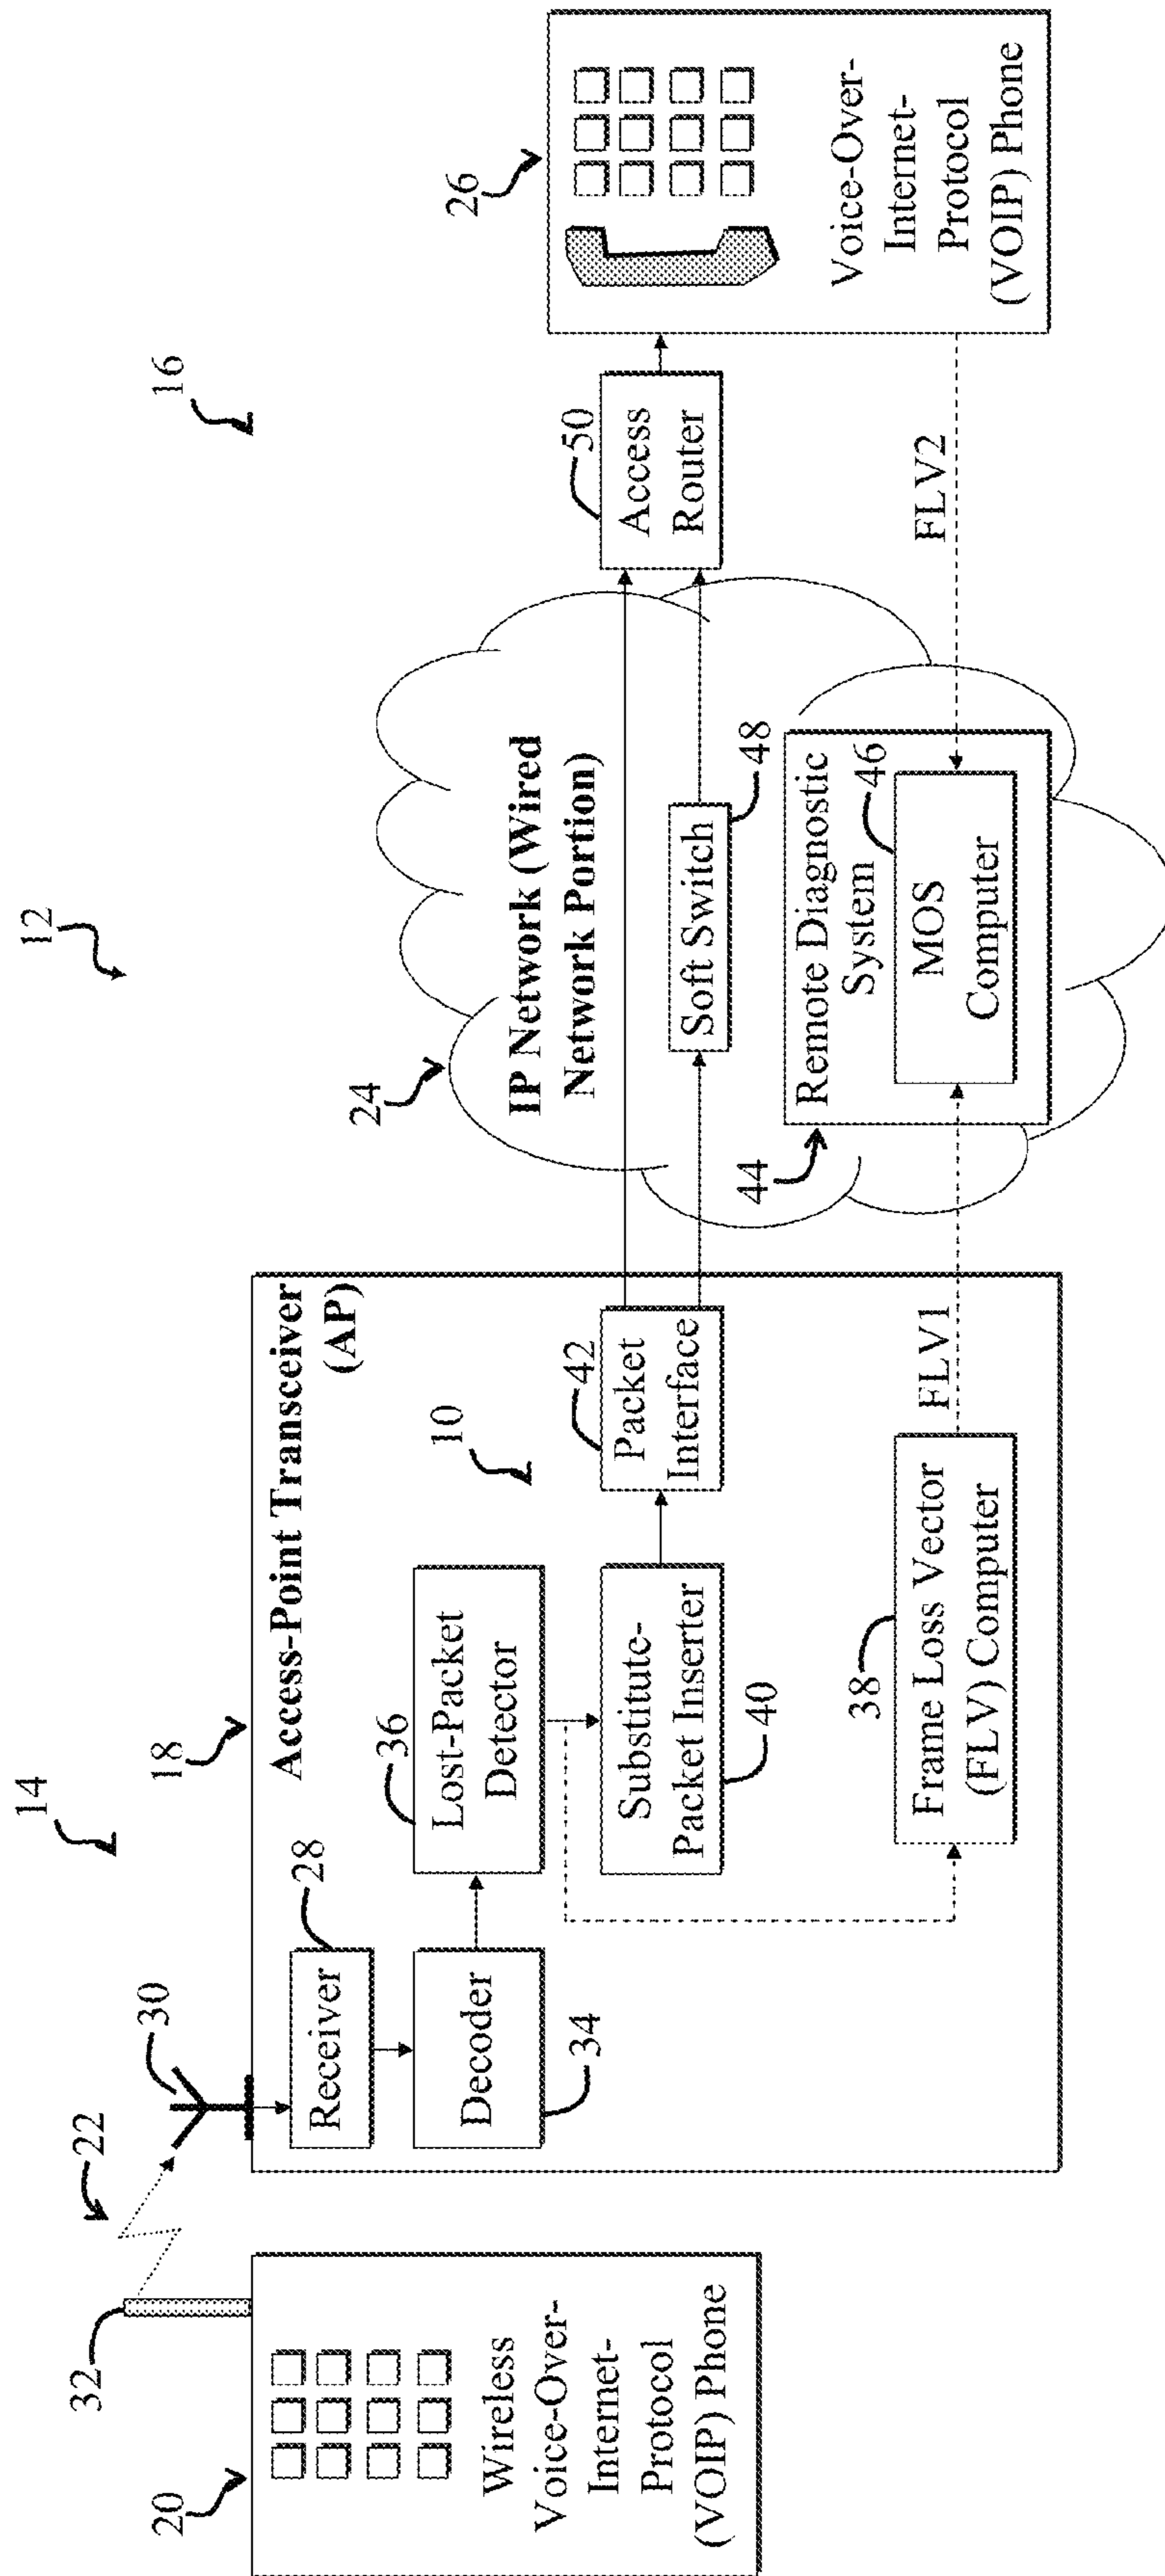 12
14
16
20
32
22
30
18
24
26
Wireless
Voice-Over-
Internet-
Protocol
(VOIP) Phone
Access-Point Transceiver
(AP)
Receiver
28
Decoder
34
36
Lost-Packet
Detector
Substitute-
Packet Inserter
40
10
42
Packet
Interface
38
Frame Loss Vector
(FLV) Computer
FLV1
IP Network (Wired
Network Portion)
Soft Switch
48
44
Remote Diagnostic
System
46
MOS
Computer
50
Access
Router
FLV2
Voice-Over-
Internet-
Protocol
(VOIP) Phone